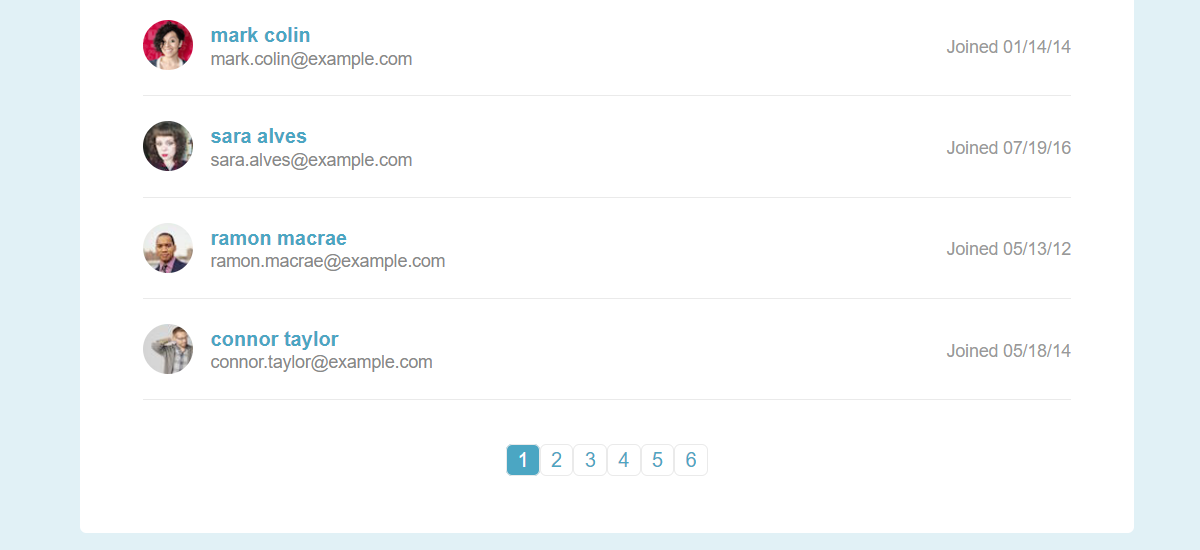 mark colin
mark.colin@example.com
Joined 01/14/14
sara alves
sara.alves@example.com
Joined 07/19/16
ramon macrae
ramon.macrae@example.com
Joined 05/13/12
connor taylor
connor.taylor@example.com
Joined 05/18/14
1 2 3 4 5 6